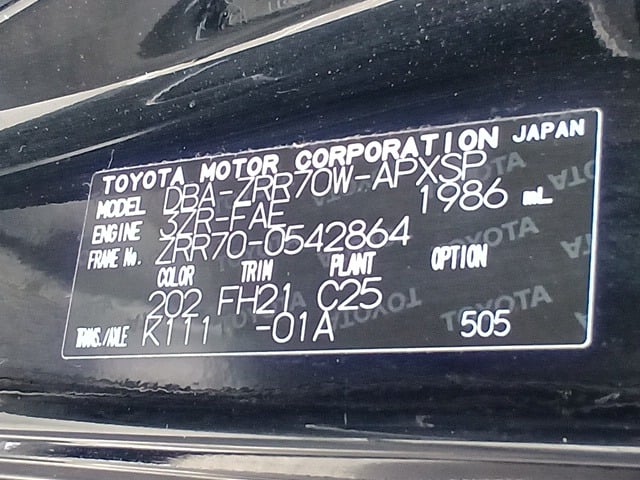 TOYOTA MOTOR CORPORATION JAPAN
MODEL DBA-ZRR70W-APXSP
ENGINE 3ZR-FAE 1986 mL
FRAME No. ZRR70-0542864
COLOR TRIM PLANT OPTION
202 FH21 C25
TRANS./AXLE K111 -01A 505